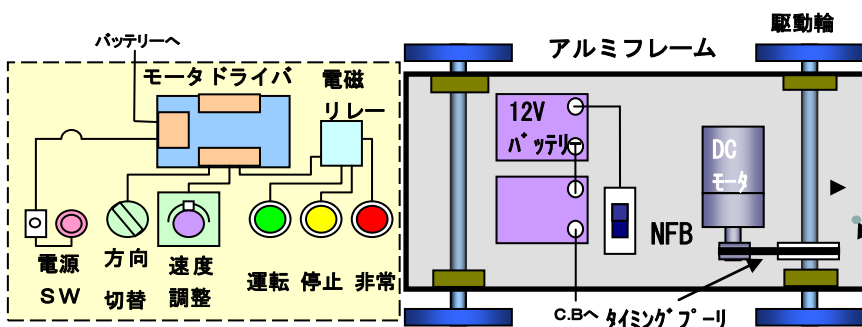 バッテリーへ
モータドライバ
電磁
リレー
電源
SW
方向
切替
速度
調整
運転
停止
非常
アルミフレーム
駆動輪
12V
バッテリ
DC
モータ
NFB
C.Bへ
タイミングプーリ